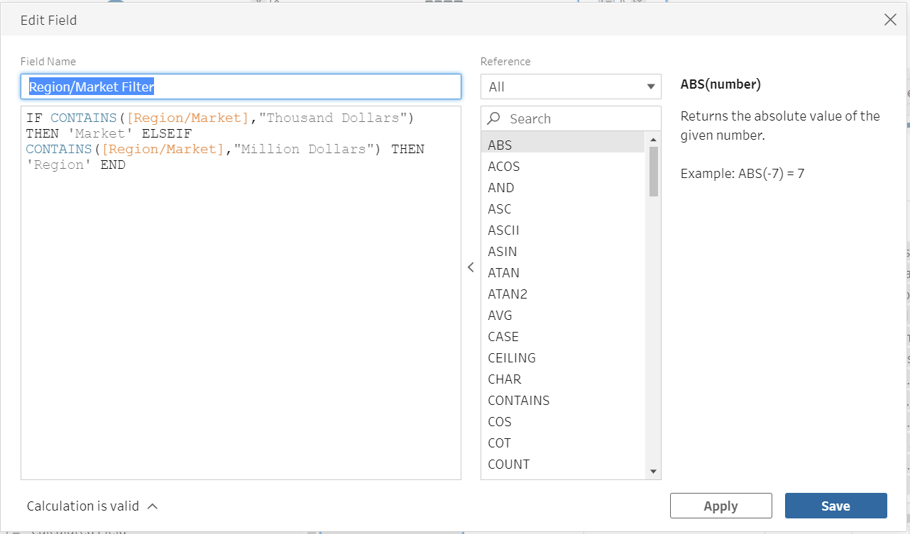 Edit Field
Field Name
Region/Market Filter
IF CONTAINS([Region/Market],"Thousand Dollars")
THEN 'Market' ELSEIF
CONTAINS([Region/Market],"Million Dollars") THEN
'Region' END
Reference
All
Search
ABS
ACOS
AND
ASC
ASCII
ASIN
ATAN
ATAN2
AVG
CASE
CEILING
CHAR
CONTAINS
COS
COT
COUNT
ABS(number)
Returns the absolute value of the
given number.
Example: ABS(-7) = 7
Calculation is valid
Apply
Save